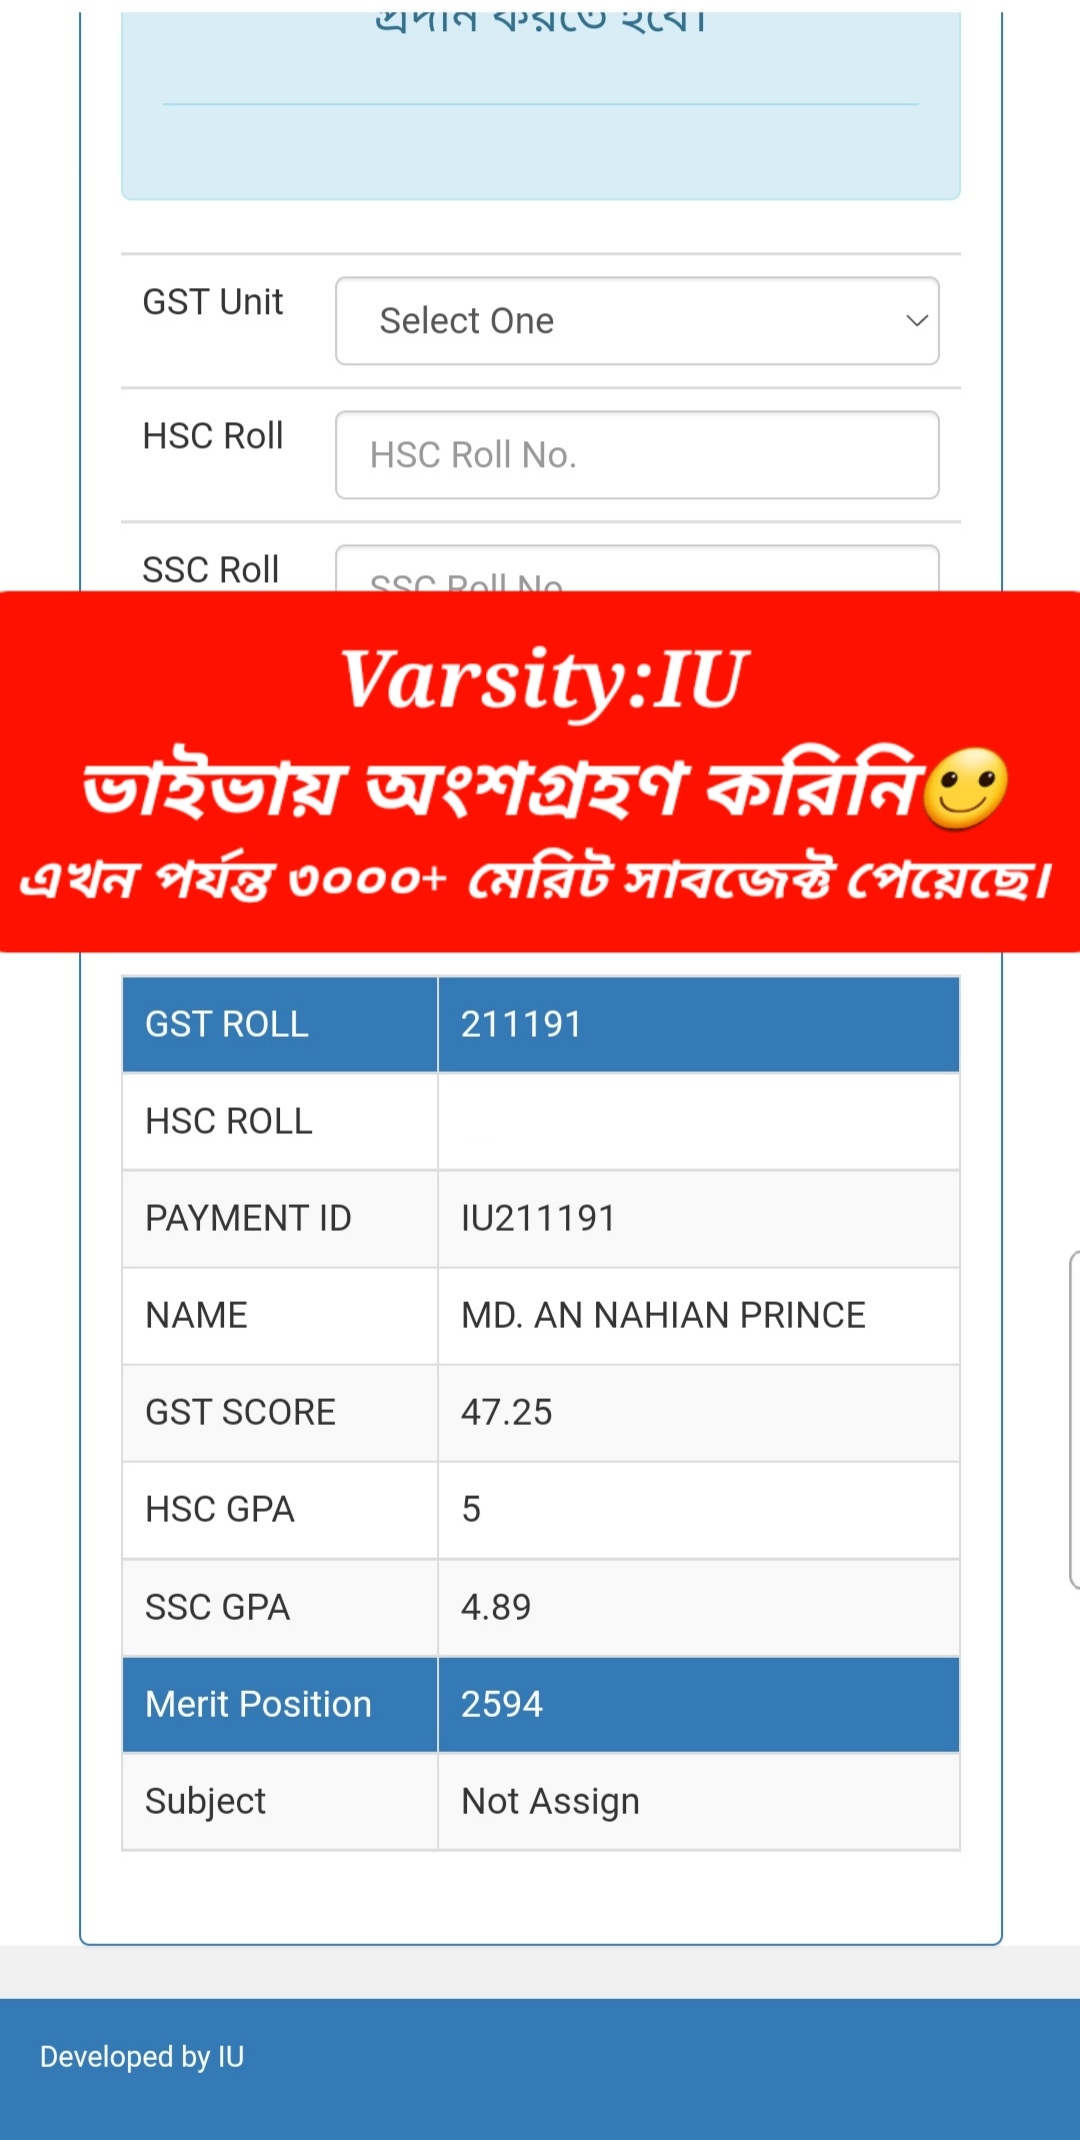 প্রদান করতে হবে।
GST Unit
Select One
HSC Roll
HSC Roll No.
SSC Roll
SSC Roll No.
Varsity:IU
ভাইভায় অংশগ্রহণ করিনি🙂
এখন পর্যন্ত ৩০০০+ মেরিট সাবজেক্ট পেয়েছে।
GST ROLL 211191
HSC ROLL
PAYMENT ID IU211191
NAME MD. AN NAHIAN PRINCE
GST SCORE 47.25
HSC GPA 5
SSC GPA 4.89
Merit Position 2594
Subject Not Assign
Developed by IU